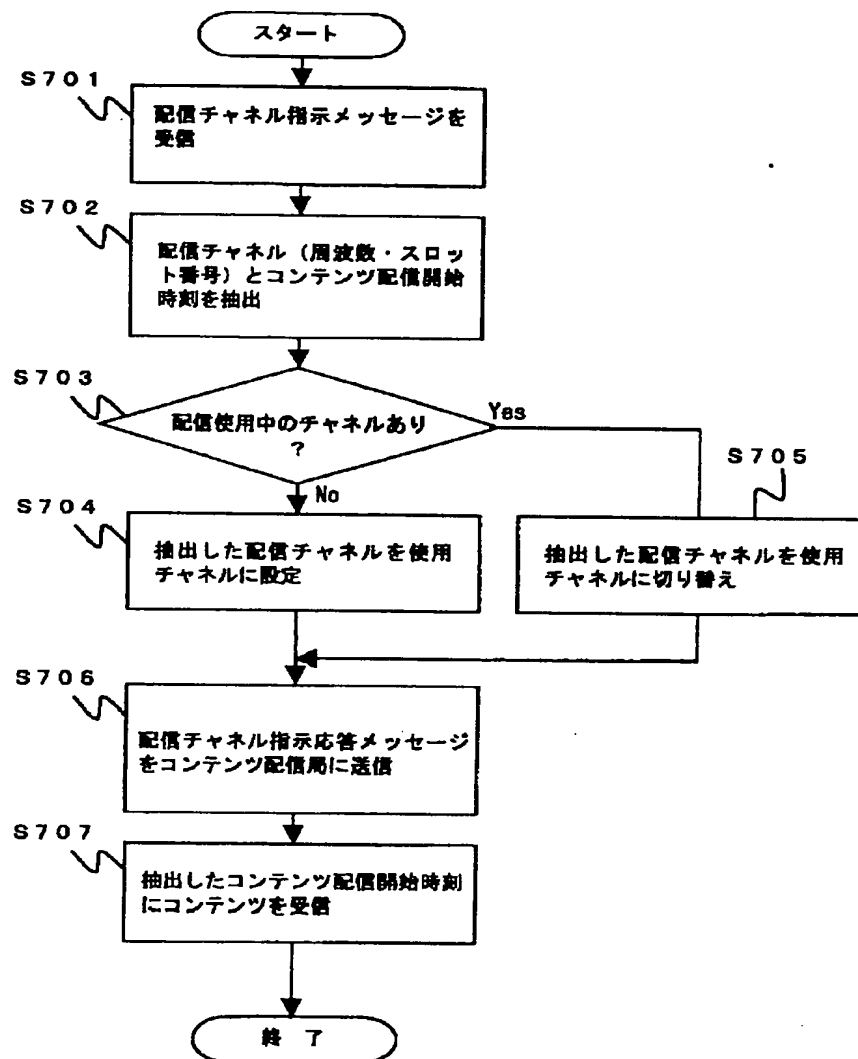 スタート
S701
配信チャネル指示メッセージを
受信
S702
配信チャネル（周波数・スロッ
ト番号）とコンテンツ配信開始
時刻を抽出
S703
配信使用中のチャネルあり
?
Yes
No
S704
抽出した配信チャネルを使用
チャネルに設定
S705
抽出した配信チャネルを使用
チャネルに切り替え
S706
配信チャネル指示応答メッセージ
をコンテンツ配信局に送信
S707
抽出したコンテンツ配信開始時刻
にコンテンツを受信
終 了